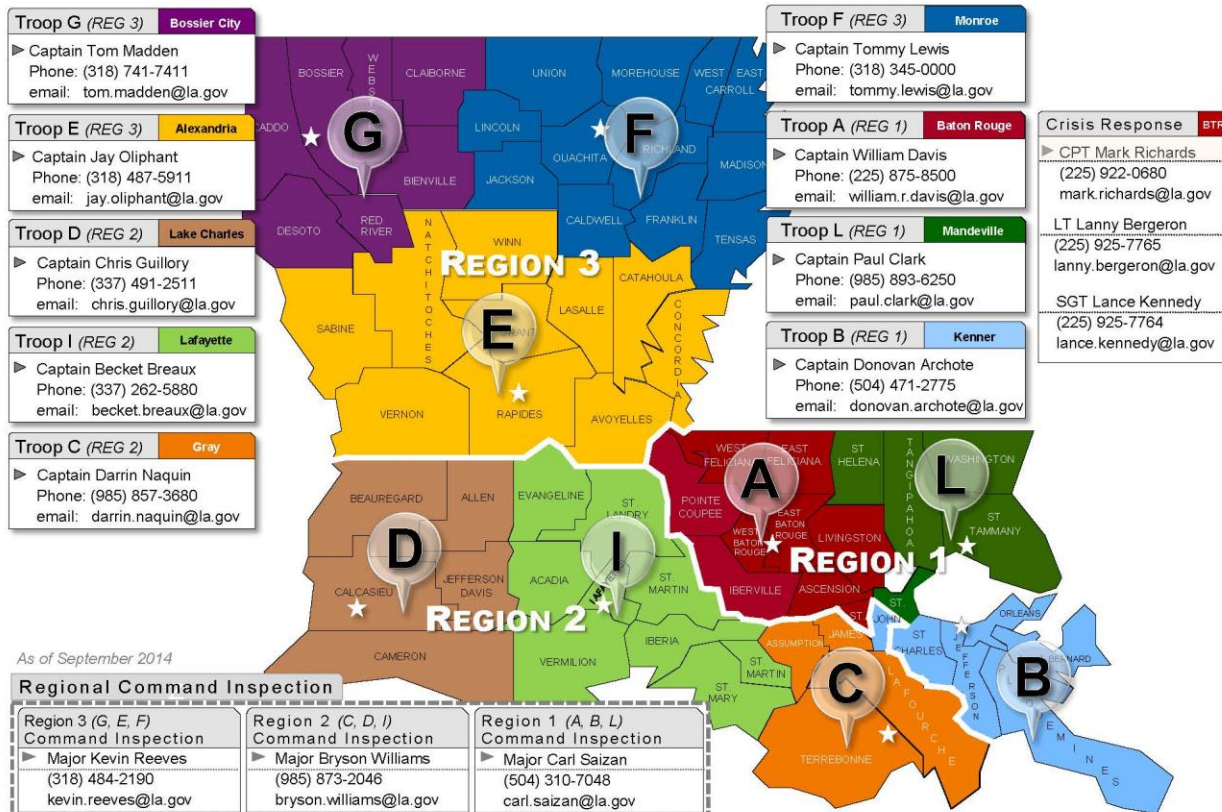 Troop G (REG 3) Bossier City
Captain Tom Madden
Phone: (318) 741-7411
email: tom.madden@la.gov
Troop E (REG 3) Alexandria
Captain Jay Oliphant
Phone: (318) 487-5911
email: jay.oliphant@la.gov
Troop D (REG 2) Lake Charles
Captain Chris Guillory
Phone: (337) 491-2511
email: chris.guillory@la.gov
Troop I (REG 2) Lafayette
Captain Becket Breaux
Phone: (337) 262-5880
email: becket.breaux@la.gov
Troop C (REG 2) Gray
Captain Darrin Naquin
Phone: (985) 857-3680
email: darrin.naquin@la.gov
Troop F (REG 3) Monroe
Captain Tommy Lewis
Phone: (318) 345-0000
email: tommy.lewis@la.gov
Troop A (REG 1) Baton Rouge
Captain William Davis
Phone: (225) 875-8500
email: william.r.davis@la.gov
Troop L (REG 1) Mandeville
Captain Paul Clark
Phone: (985) 893-6250
email: paul.clark@la.gov
Troop B (REG 1) Kenner
Captain Donovan Archote
Phone: (504) 471-2775
email: donovan.archote@la.gov
Crisis Response BTR
CPT Mark Richards
(225) 922-0680
mark.richards@la.gov
LT Lanny Bergeron
(225) 925-7765
lanny.bergeron@la.gov
SGT Lance Kennedy
(225) 925-7764
lance.kennedy@la.gov
BOSSIER
CLAIBORNE
G
BIENVILLE
DESOTO
RED
RIVER
UNION
MOREHOUSE
WEST
CARROLL
EAST
LINCOLN
F
OUACHITA
RICHLAND
MADISON
JACKSON
CALDWELL
FRANKLIN
TENSAS
NATCHITOCHES
WINN
REGION 3
CATAHOULA
LASALLE
CONCORDIA
SABINE
E
VERNON
RAPIDES
AVOYELLES
BEAUREGARD
ALLEN
D
CALCASIEU
JEFFERSON
DAVIS
REGION 2
CAMERON
EVANGELINE
ST.
LANDRY
I
ACADIA
ST.
MARTIN
IBERIA
VERMILION
ST.
MARTIN
ST.
MARY
WEST
FELICIANA
EAST
FELICIANA
A
POINTE
COUPEE
WEST
BATON
ROUGE
EAST
BATON
ROUGE
LIVINGSTON
IBERVILLE
ASCENSION
REGION 1
ST
HELENA
TANGIPAHOA
WASHINGTON
L
ST
TAMMANY
ST.
JOHN
ST.
JAMES
ASSUMPTION
C
LAFOURCHE
TERREBONNE
ST
CHARLES
JEFFERSON
ORLEANS
B
As of September 2014
Regional Command Inspection
Region 3 (G, E, F)
Command Inspection
Major Kevin Reeves
(318) 484-2190
kevin.reeves@la.gov
Region 2 (C, D, I)
Command Inspection
Major Bryson Williams
(985) 873-2046
bryson.williams@la.gov
Region 1 (A, B, L)
Command Inspection
Major Carl Saizan
(504) 310-7048
carl.saizan@la.gov